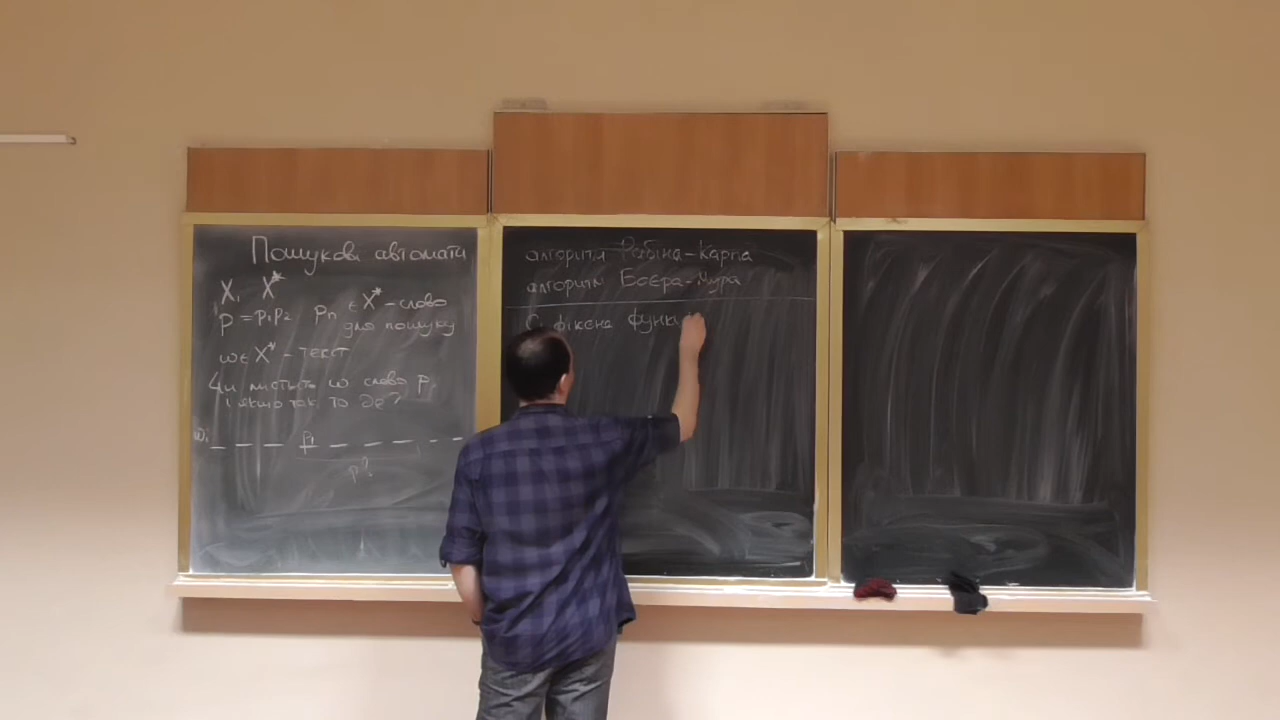 Пошукові автомати
X, X*
p = p₁p₂ pₙ ∈ X* - слово
для пошуку
w ∈ X* - текст
Чи містить w слово p,
і якщо так, то де?
w: _ _ _ p₁ _ _ _ _
p?
алгоритм Рабіна-Карпа
алгоритм Боєра-Мура
функ